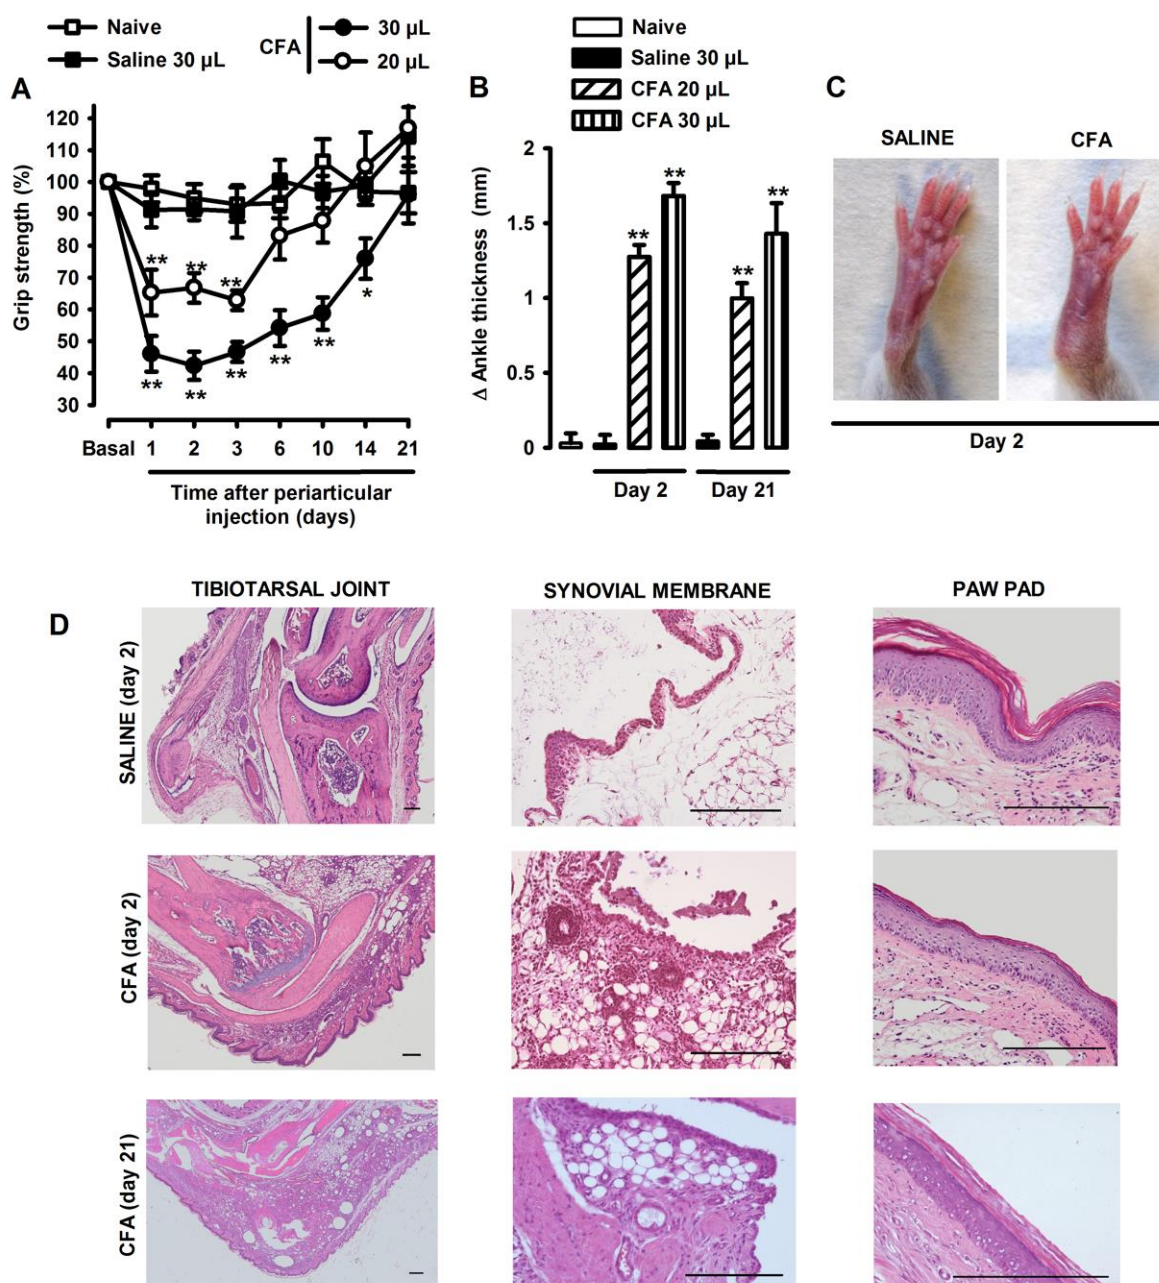 Naive
Saline 30 µL
CFA
30 µL
20 µL
A
Grip strength (%)
120
110
100
90
80
70
60
50
40
30
** ** **
** ** ** ** ** *
Basal 1 2 3 6 10 14 21
Time after periarticular
injection (days)
B
Naive
Saline 30 µL
CFA 20 µL
CFA 30 µL
Δ Ankle thickness (mm)
2
1.5
1
0.5
0
** ** ** **
Day 2 Day 21
C
SALINE CFA
Day 2
D
TIBIOTARSAL JOINT SYNOVIAL MEMBRANE PAW PAD
SALINE (day 2)
CFA (day 2)
CFA (day 21)